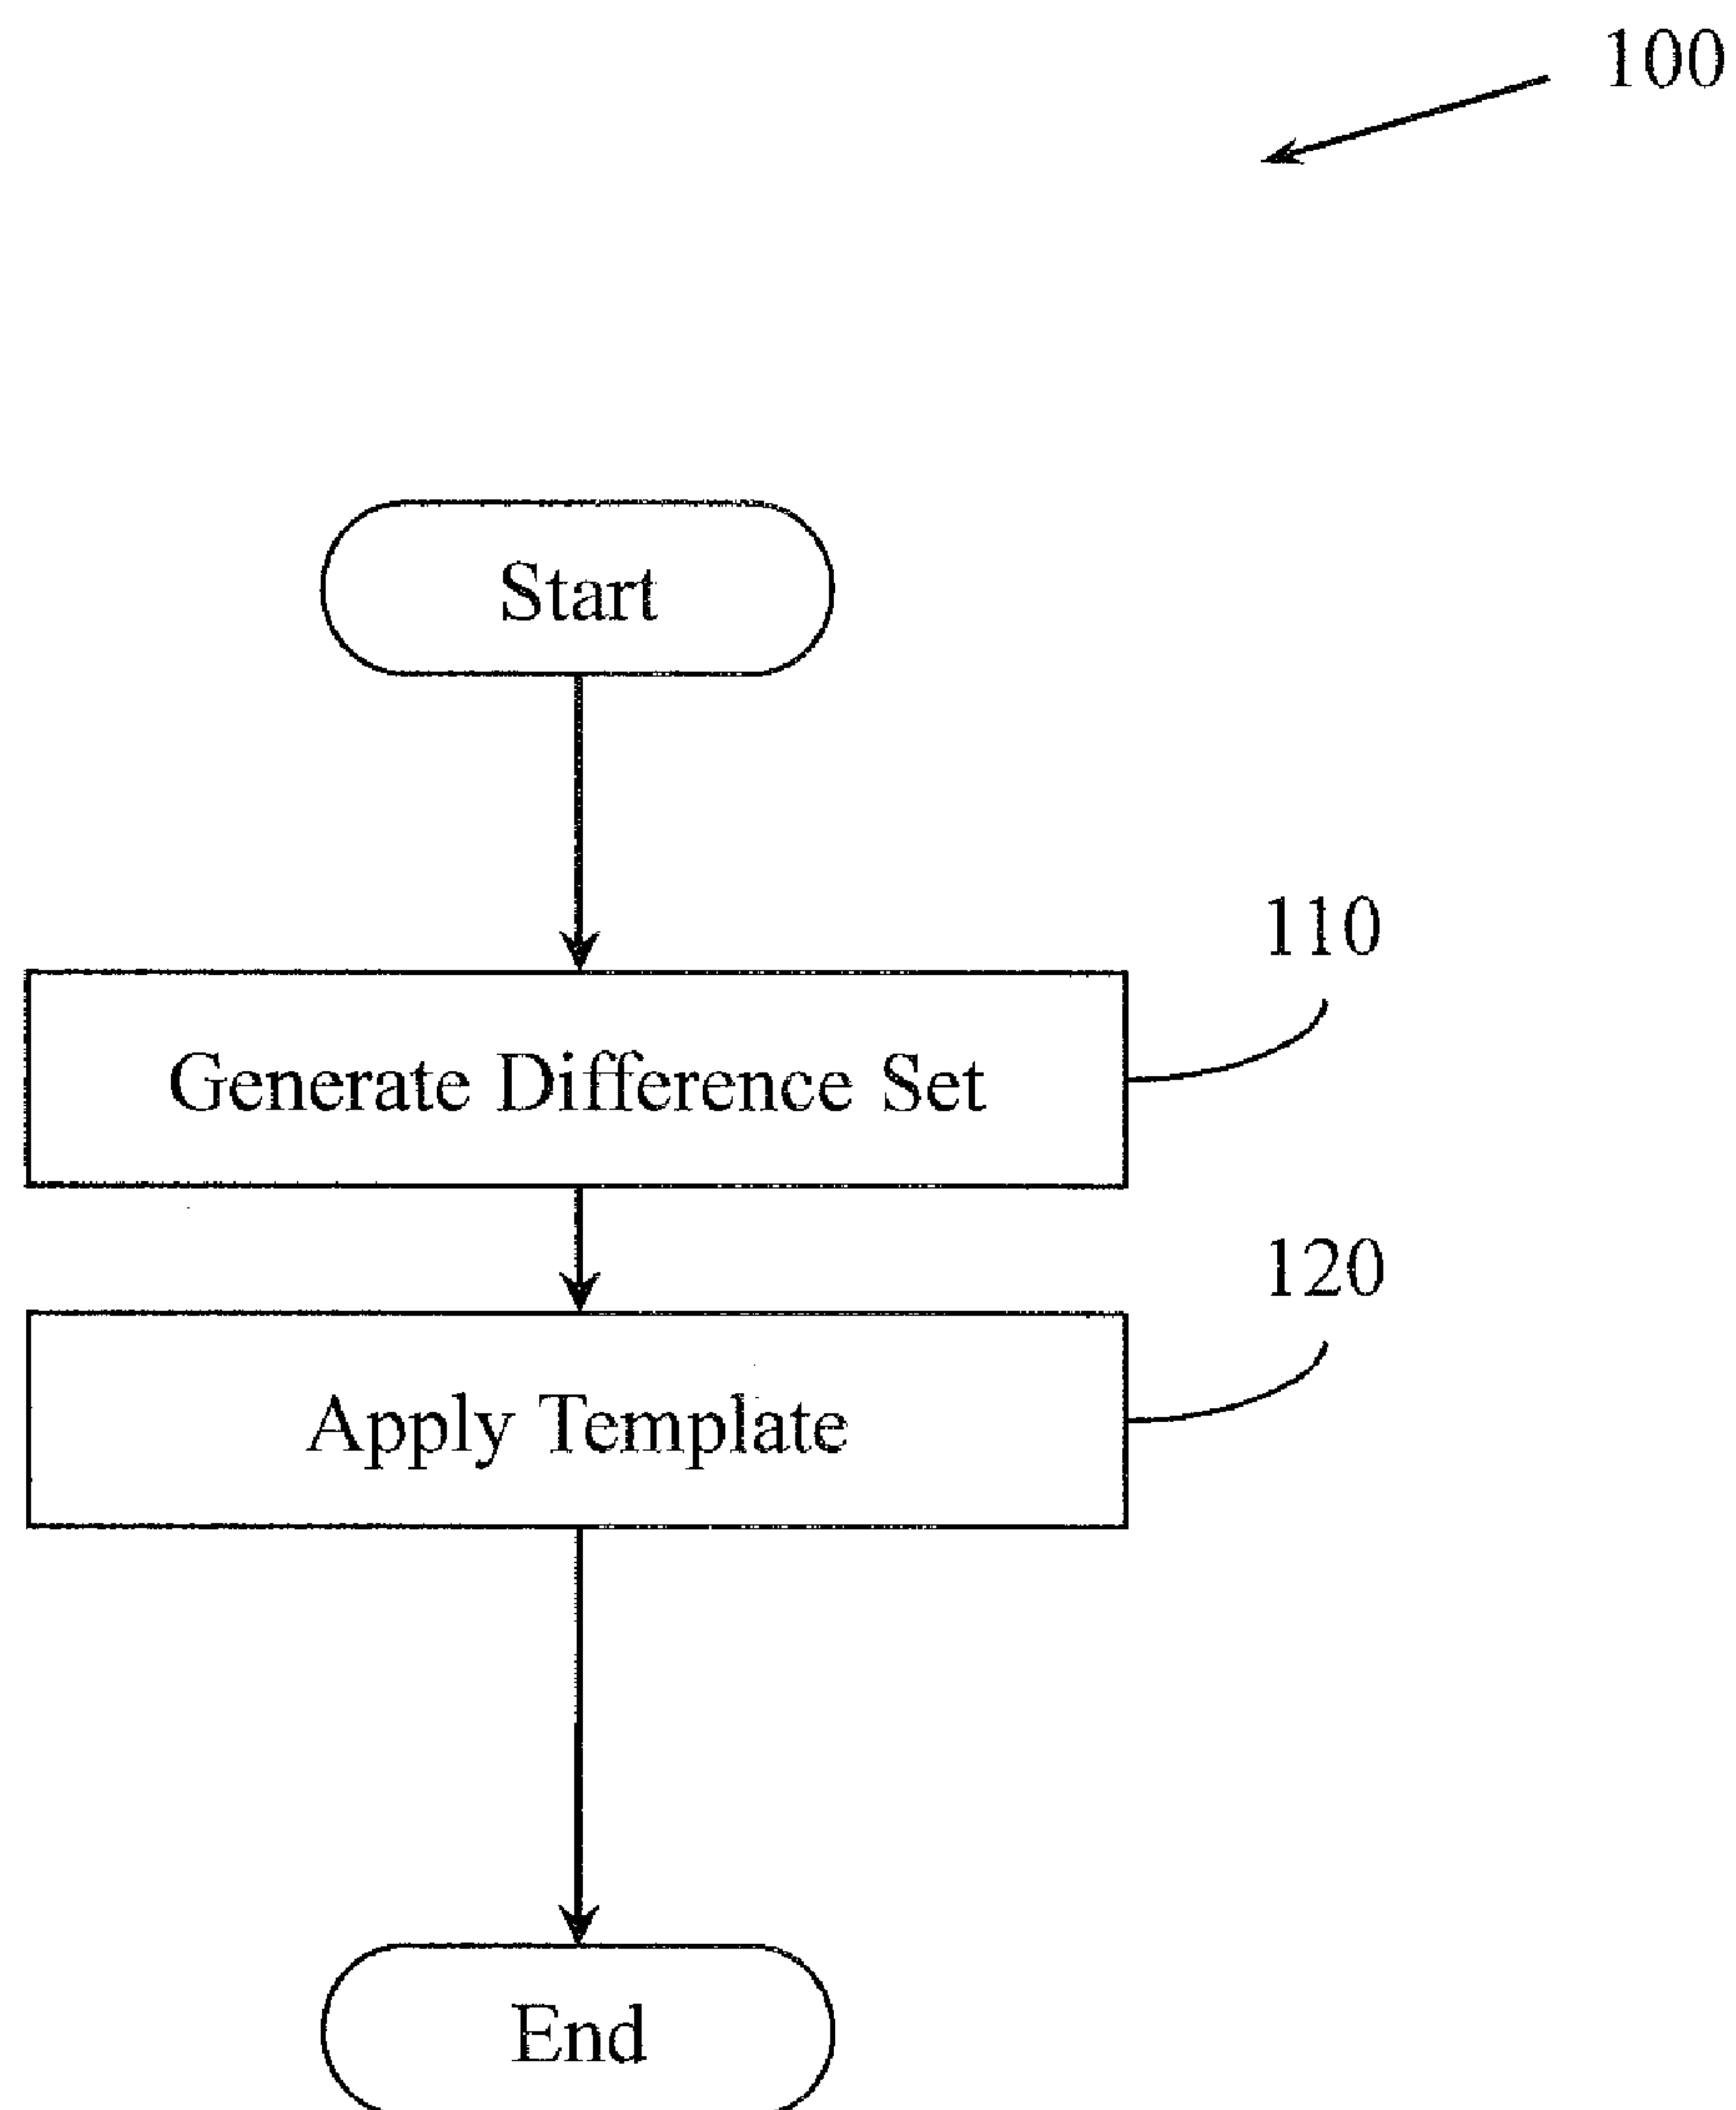 100
Start
110
Generate Difference Set
120
Apply Template
End